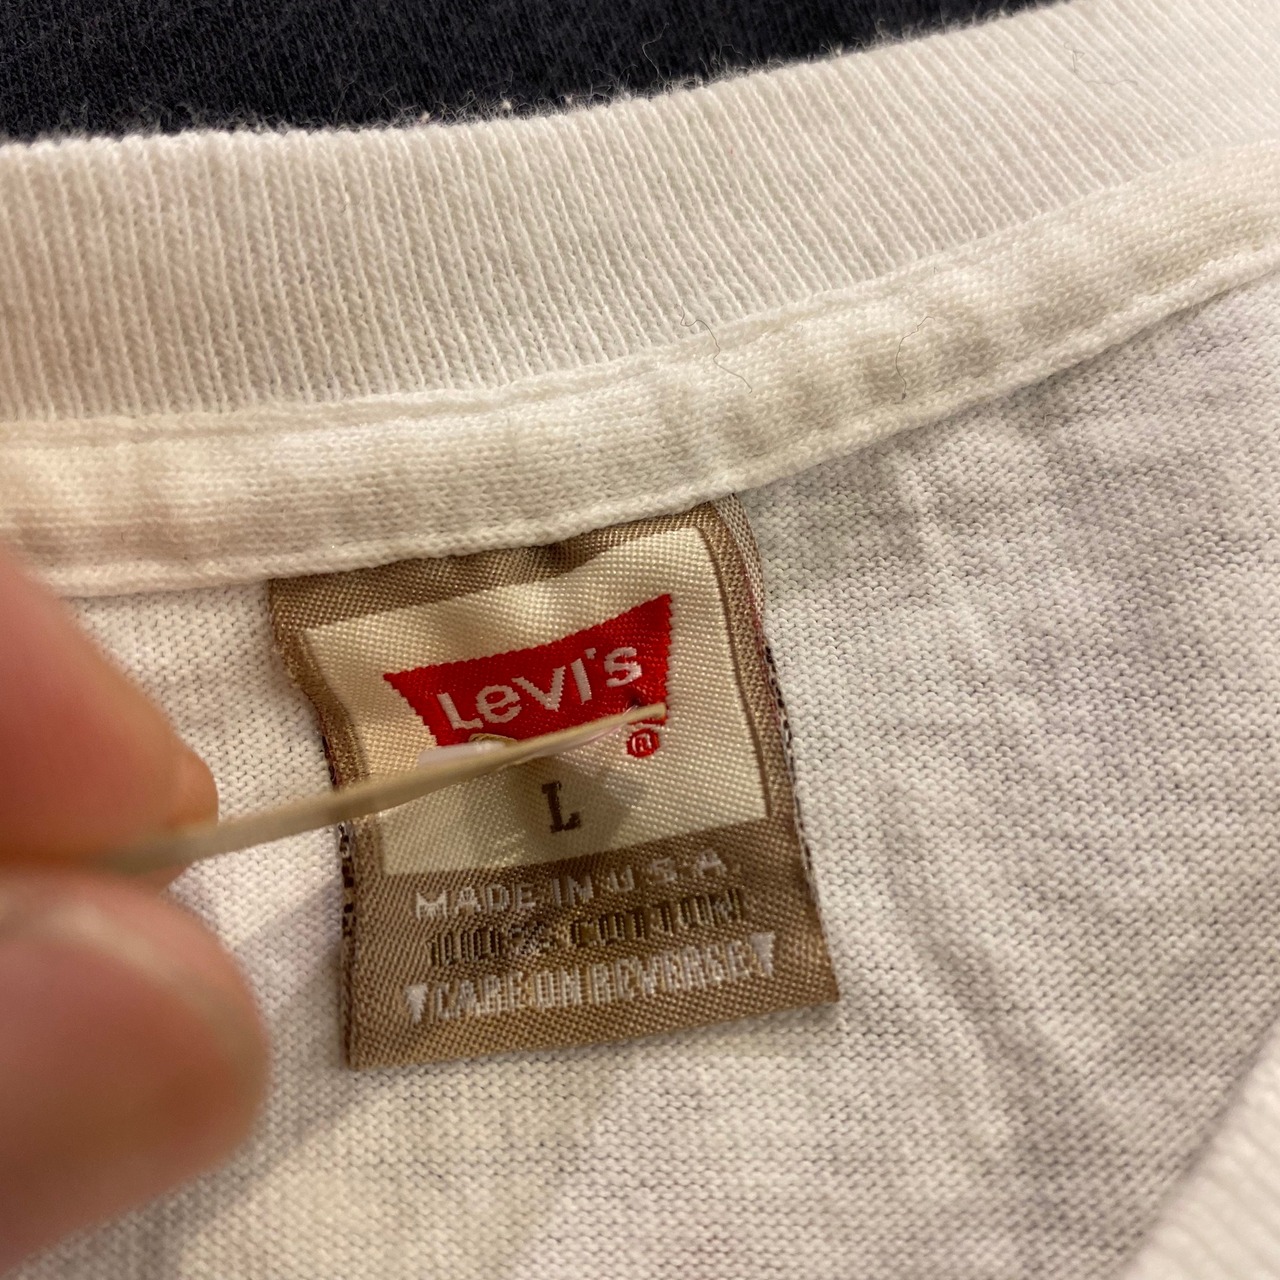 Levi's
®
L
MADE IN U S.A
100% COTTON
CARE ON REVERSE